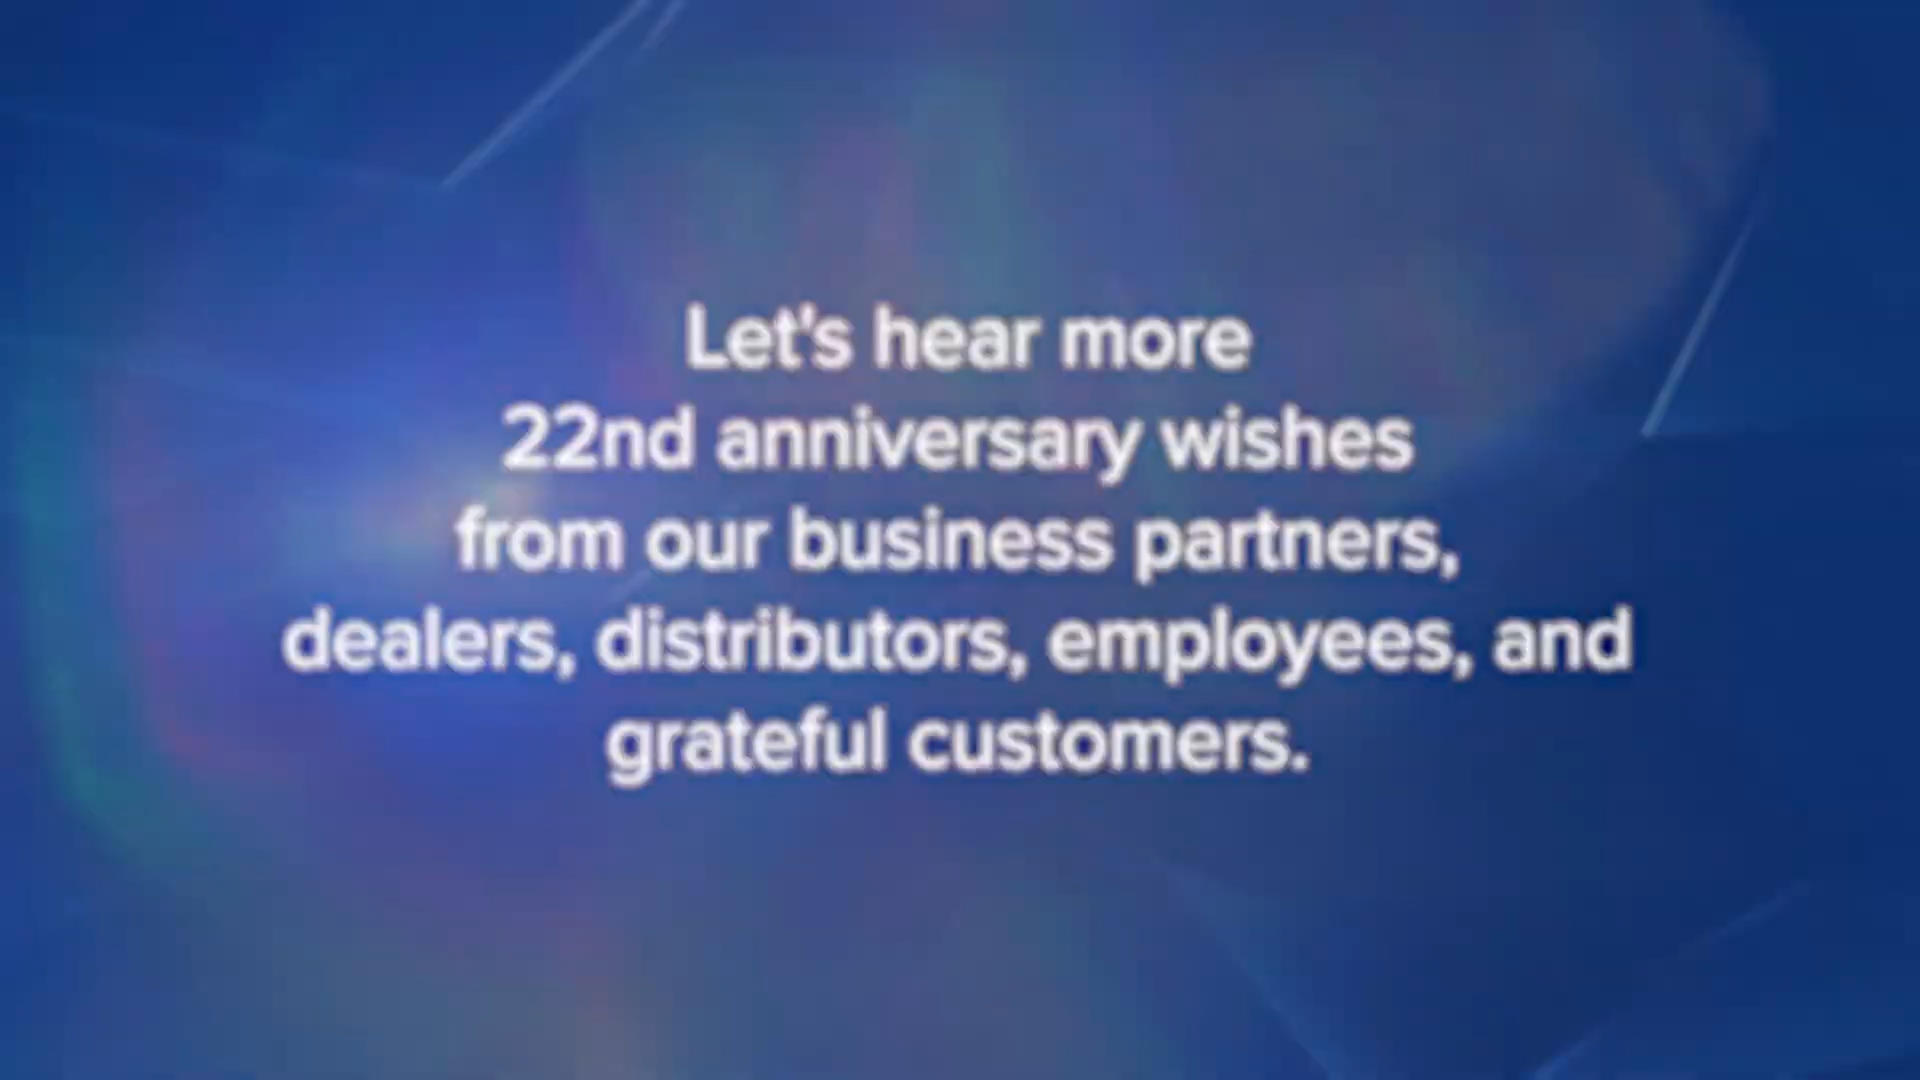 Let's hear more
22nd anniversary wishes
from our business partners,
dealers, distributors, employees, and
grateful customers.